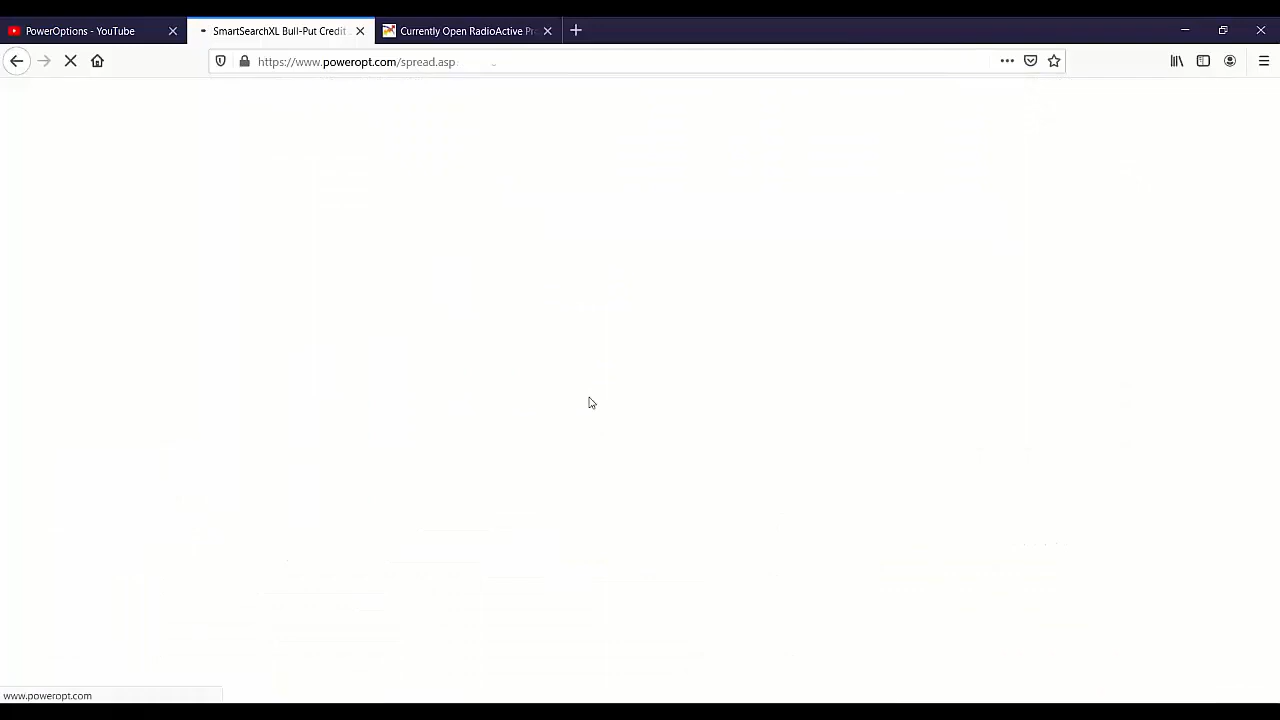 PowerOptions - YouTube
SmartSearchXL Bull-Put Credit
Currently Open RadioActive Pr
https://www.poweropt.com/spread.asp
www.poweropt.com